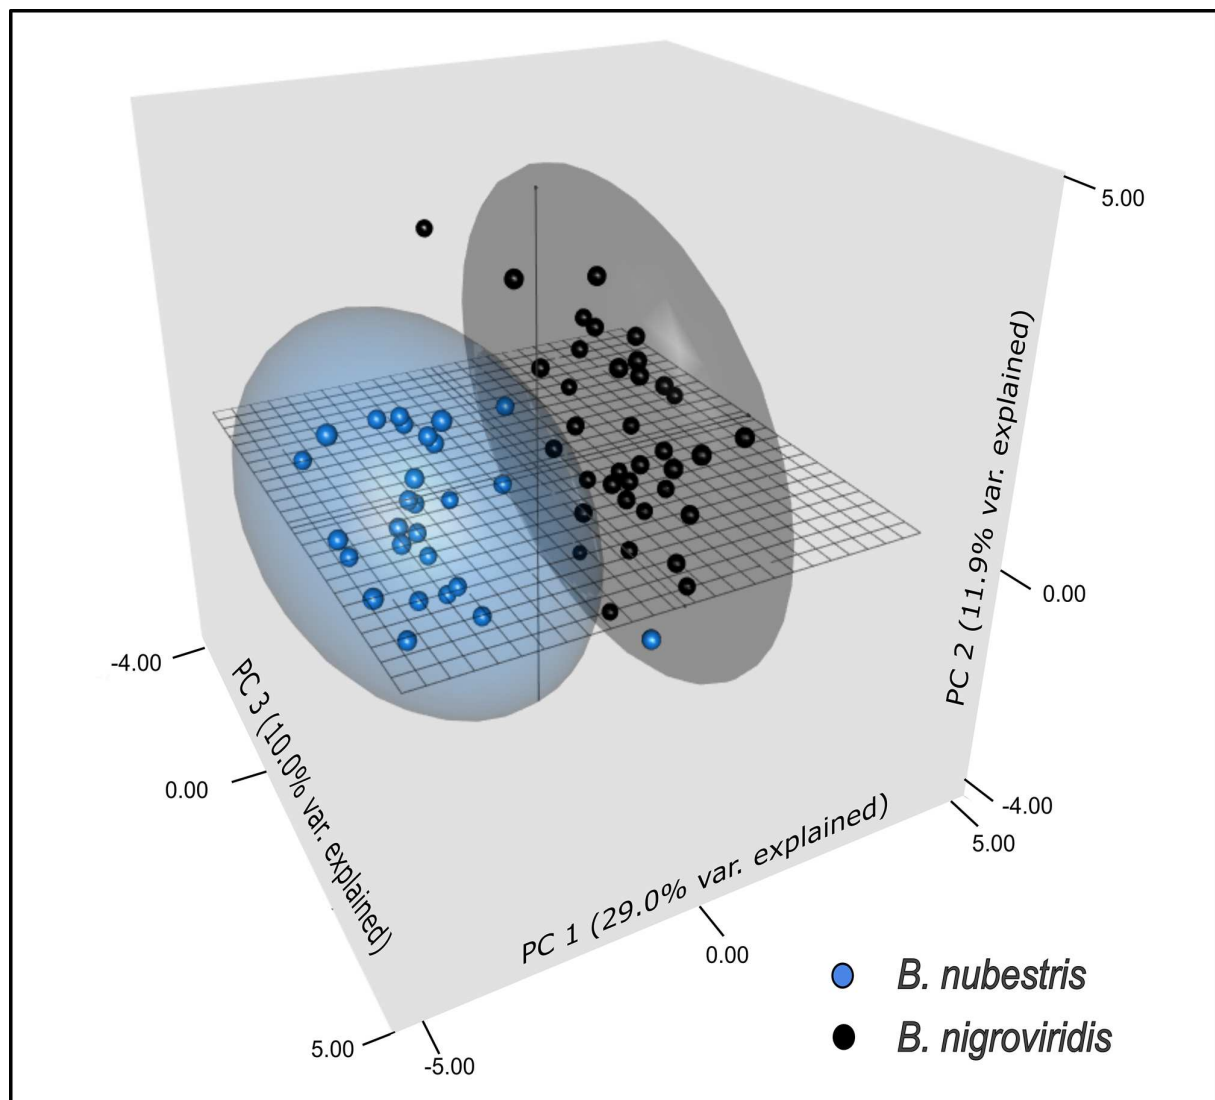 5.00
PC 2 (11.9% var. explained)
0.00
-4.00
-4.00
PC 3 (10.0% var. explained)
0.00
5.00
5.00
PC 1 (29.0% var. explained)
0.00
-5.00
B. nubestris
B. nigroviridis